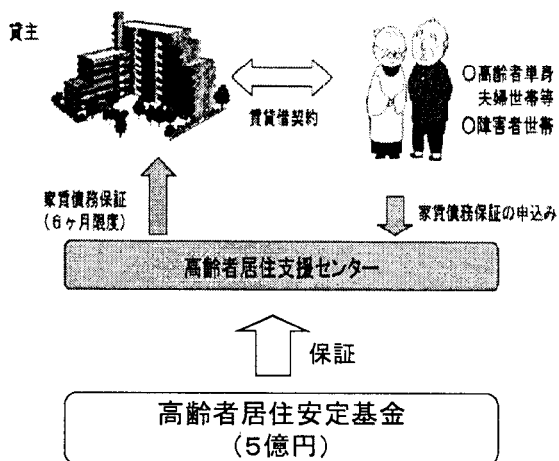 貸主
賃貸借契約
○高齢者単身
夫婦世帯等
○障害者世帯
家賃債務保証
(6ヶ月限度)
家賃債務保証の申込み
高齢者居住支援センター
保証
高齢者居住安定基金
(5億円)